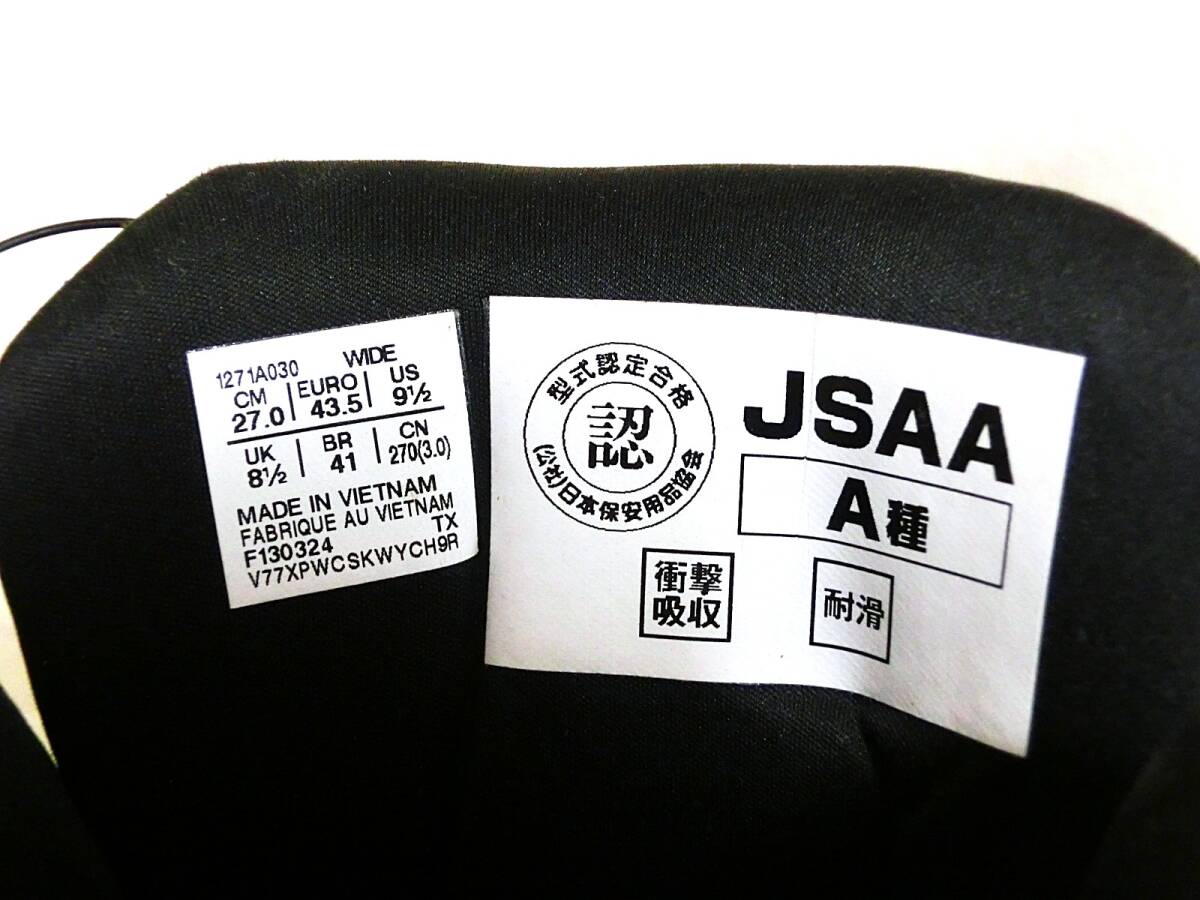 1271A030 WIDE
CM 27.0 EURO 43.5 US 9½
UK 8½ BR 41 CN 270(3.0)
MADE IN VIETNAM
FABRIQUE AU VIETNAM
F130324 TX
V77XPWCSKWYCH9R
型式認定合格
認
(公社)日本保安用品協会
JSAA
A種
衝撃
吸収
耐滑